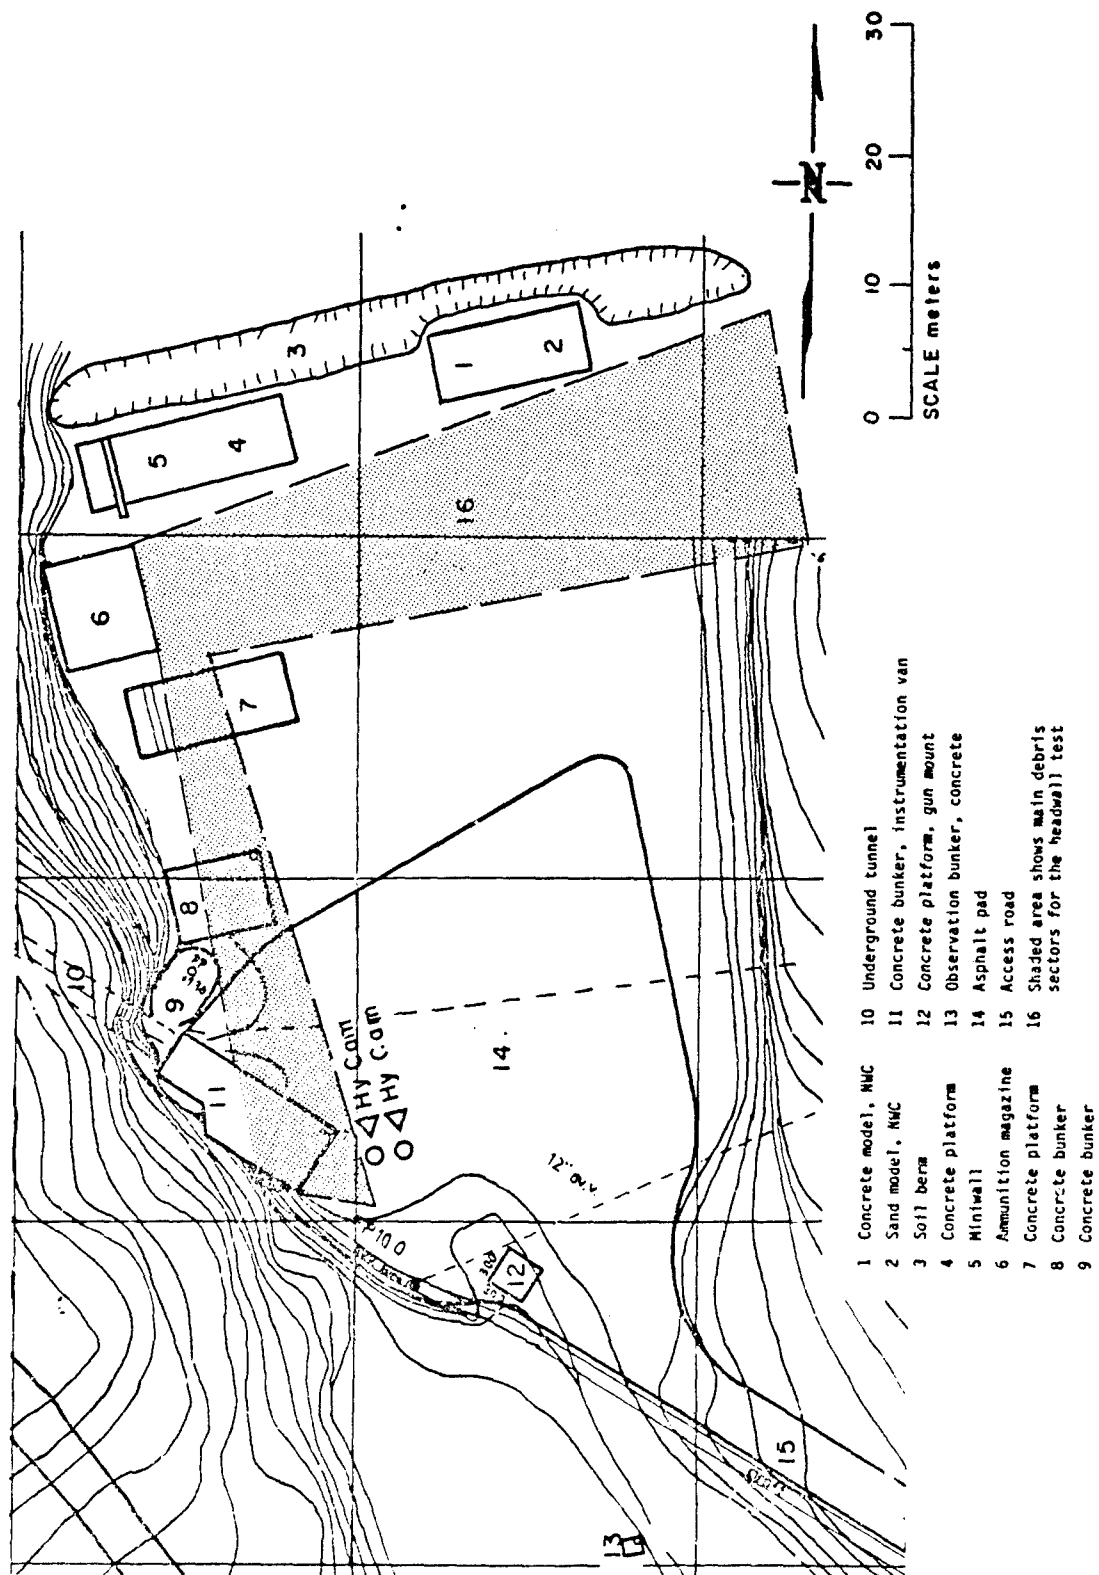 5
4
3
1
2
6
7
16
8
9
10
11
Hy Cam
Hy Cam
14.
12" ov.v.
P10 0
12
13
15
N
0 10 20 30
SCALE meters
1 Concrete model, NWC
2 Sand model, NWC
3 Soil berm
4 Concrete platform
5 Miniwall
6 Ammunition magazine
7 Concrete platform
8 Concrete bunker
9 Concrete bunker
10 Underground tunnel
11 Concrete bunker, instrumentation van
12 Concrete platform, gun mount
13 Observation bunker, concrete
14 Asphalt pad
15 Access road
16 Shaded area shows main debris
sectors for the headwall test